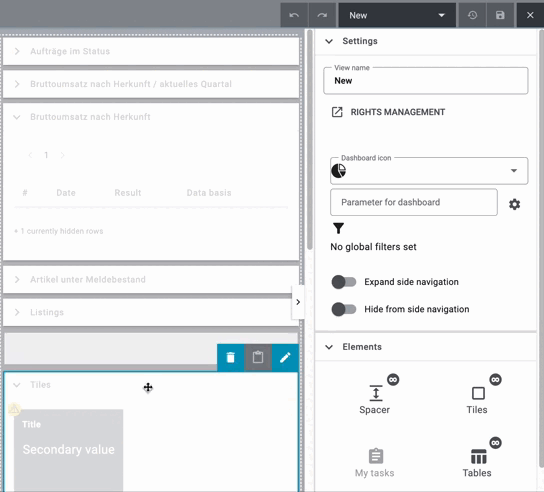 New
Aufträge im Status
Bruttoumsatz nach Herkunft / aktuelles Quartal
Bruttoumsatz nach Herkunft
1
# Date Result Data basis
+ 1 currently hidden rows
Artikel unter Meldebestand
Listings
Tiles
Title
Secondary value
Settings
View name
New
RIGHTS MANAGEMENT
Dashboard icon
Parameter for dashboard
No global filters set
Expand side navigation
Hide from side navigation
Elements
Spacer
Tiles
My tasks
Tables